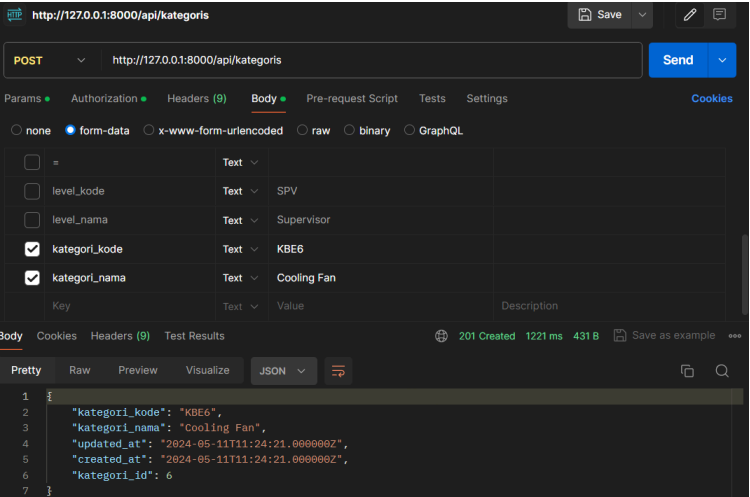 HTTP http://127.0.0.1:8000/api/kategoris Save
POST http://127.0.0.1:8000/api/kategoris Send
Params Authorization Headers (9) Body Pre-request Script Tests Settings Cookies
none form-data x-www-form-urlencoded raw binary GraphQL
= Text
level_kode Text SPV
level_nama Text Supervisor
kategori_kode Text KBE6
kategori_nama Text Cooling Fan
Key Text Value Description
Body Cookies Headers (9) Test Results 201 Created 1221 ms 431 B Save as example
Pretty Raw Preview Visualize JSON
1 {
2 "kategori_kode": "KBE6",
3 "kategori_nama": "Cooling Fan",
4 "updated_at": "2024-05-11T11:24:21.000000Z",
5 "created_at": "2024-05-11T11:24:21.000000Z",
6 "kategori_id": 6
7 }